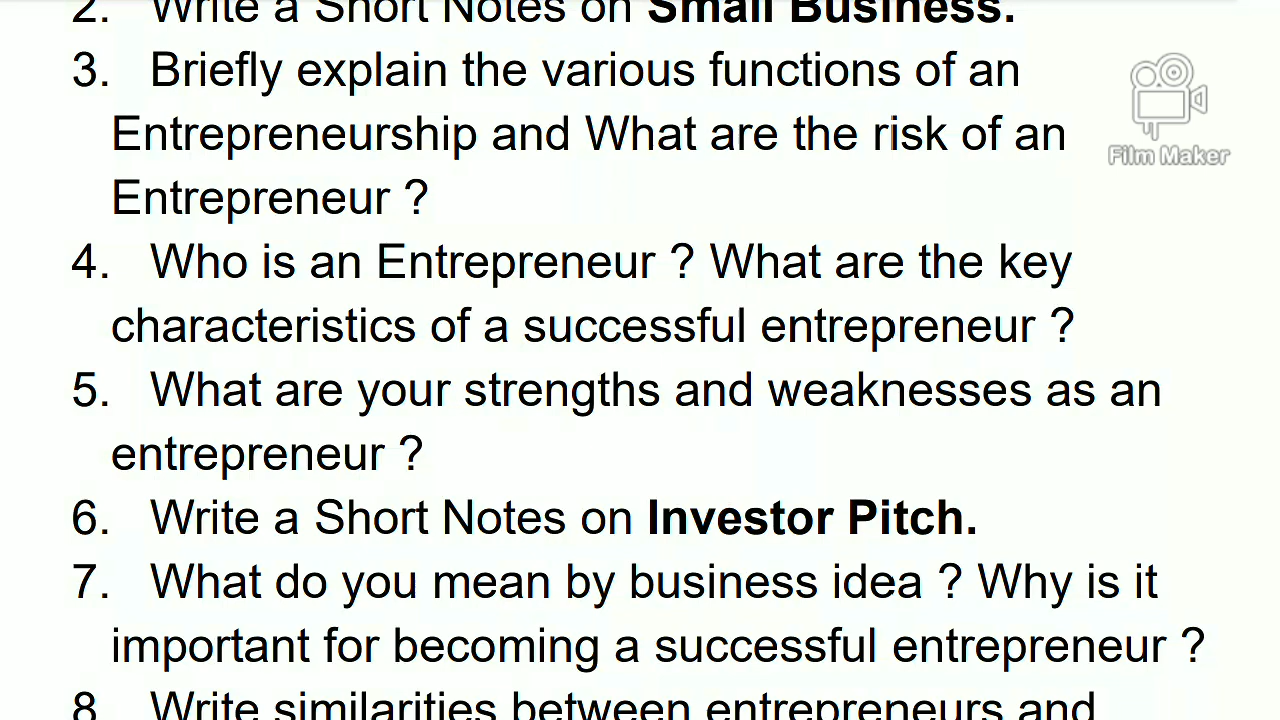 2. Write a Short Notes on Small Business.
3. Briefly explain the various functions of an
Film Maker
Entrepreneurship and What are the risk of an
Entrepreneur ?
4. Who is an Entrepreneur ? What are the key
characteristics of a successful entrepreneur ?
5. What are your strengths and weaknesses as an
entrepreneur ?
6. Write a Short Notes on Investor Pitch.
7. What do you mean by business idea ? Why is it
important for becoming a successful entrepreneur ?
8. Write similarities between entrepreneurs and